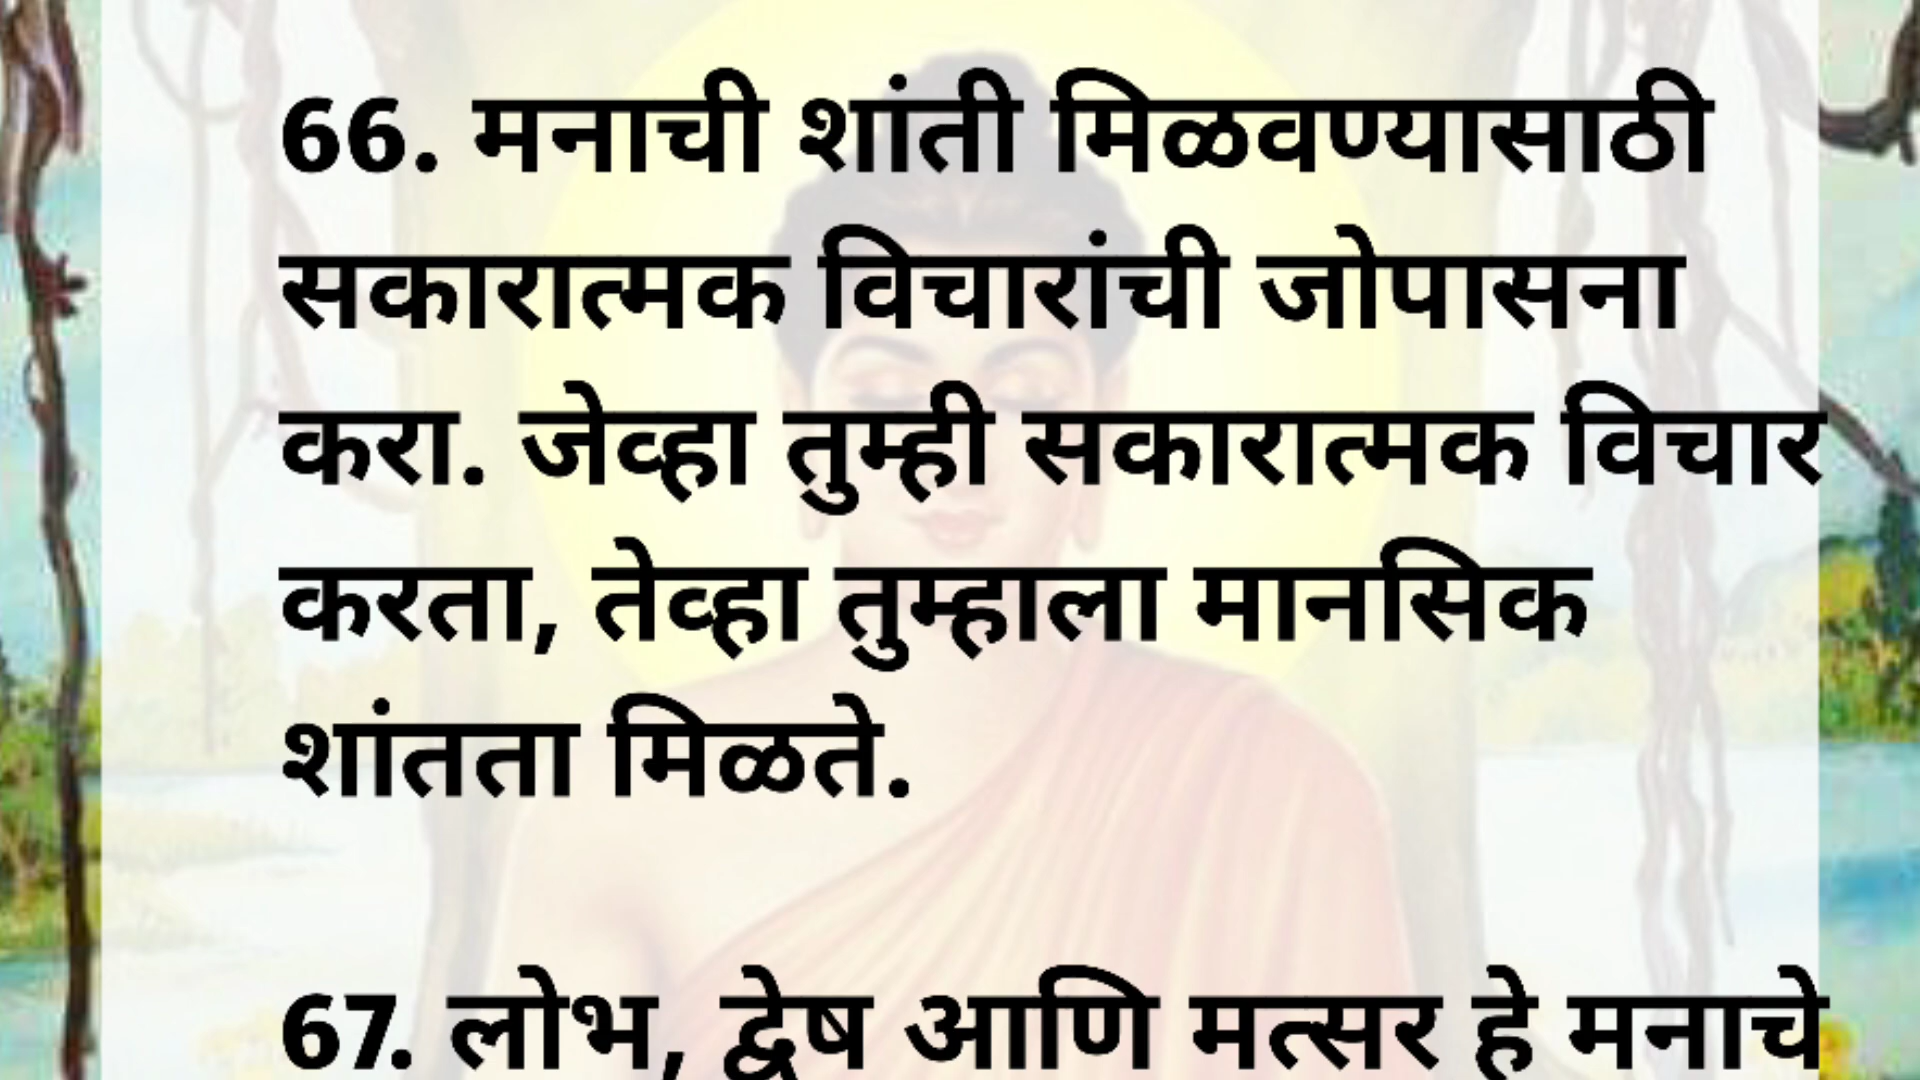 66. मनाची शांती मिळवण्यासाठी
सकारात्मक विचारांची जोपासना
करा. जेव्हा तुम्ही सकारात्मक विचार
करता, तेव्हा तुम्हाला मानसिक
शांतता मिळते.
67. लोभ, द्वेष आणि मत्सर हे मनाचे